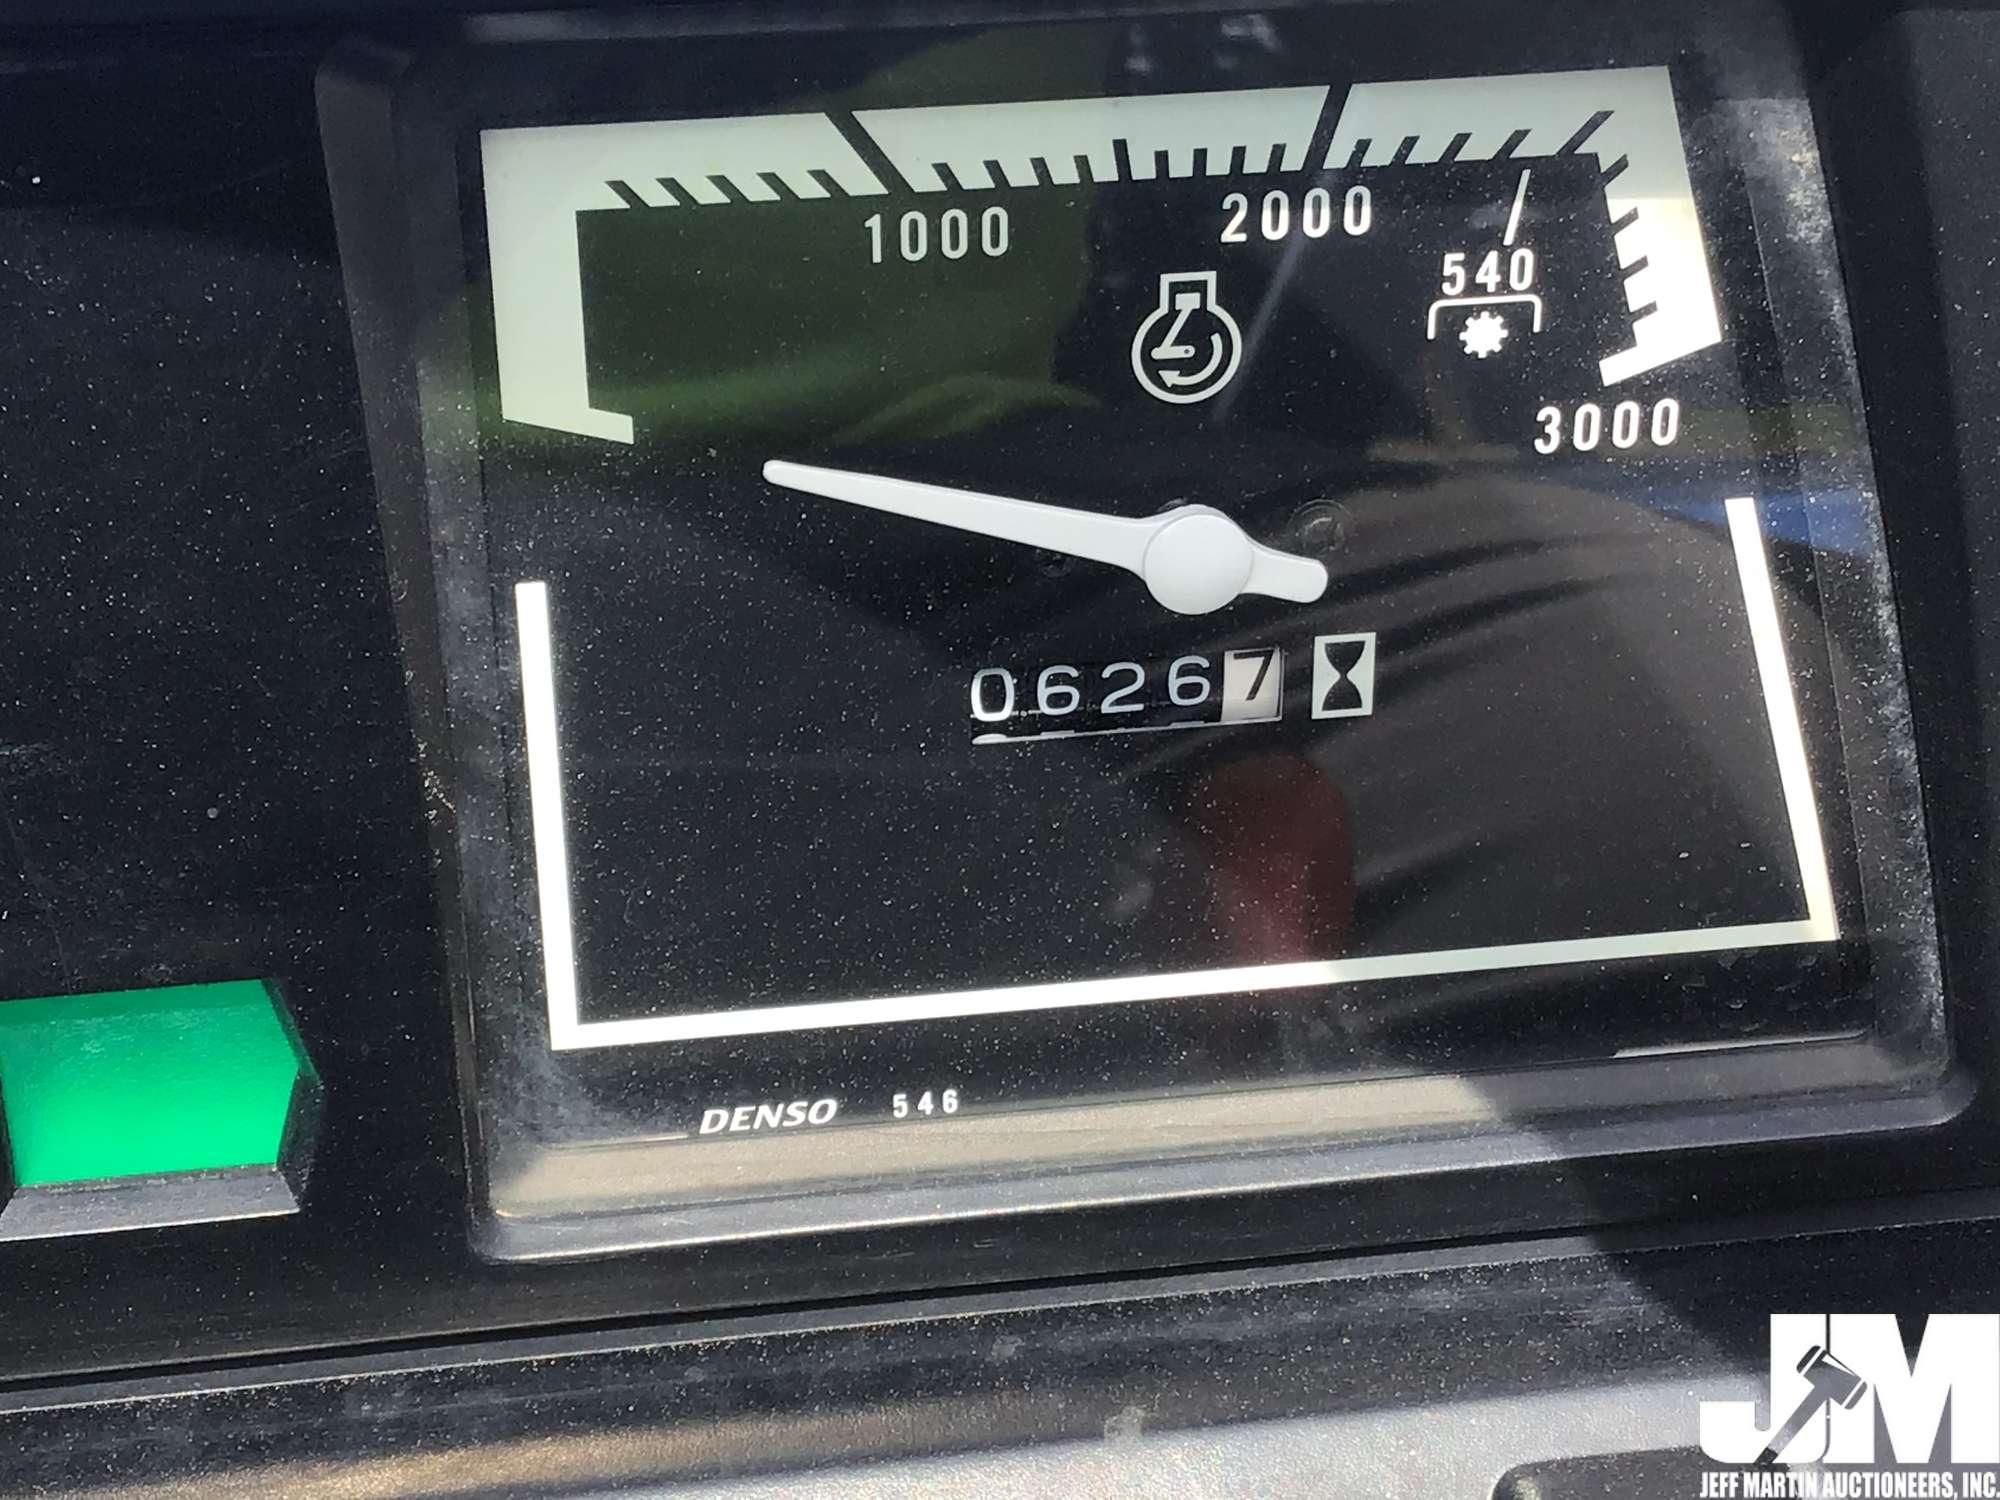 1000
2000
540
3000
06267
DENSO 546
JM
JEFF MARTIN AUCTIONEERS, INC.